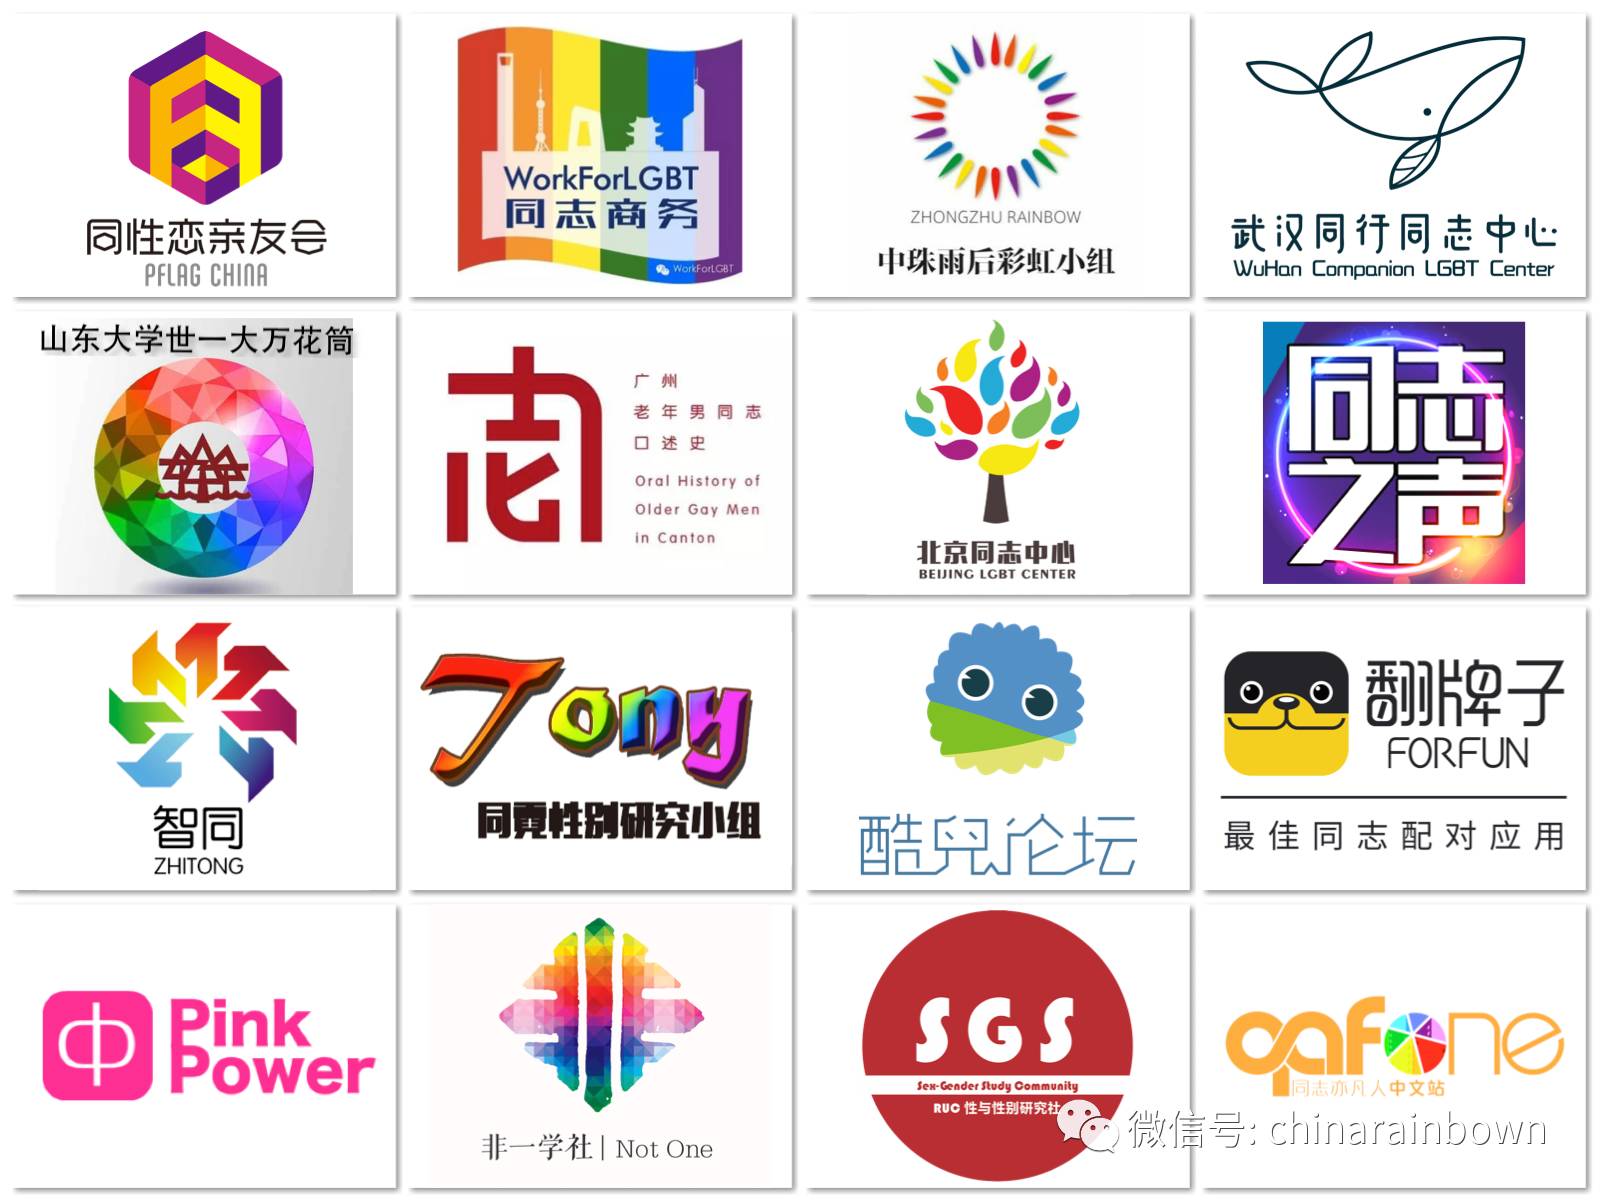 同性恋亲友会
PFLAG CHINA
WorkForLGBT
同志商务
WorkForLGBT
ZHONGZHU RAINBOW
中珠雨后彩虹小组
武汉同行同志中心
WuHan Companion LGBT Center
山东大学世一大万花筒
广州
老年男同志
口述史
Oral History of
Older Gay Men
in Canton
北京同志中心
BEIJING LGBT CENTER
同志
之声
智同
ZHITONG
Tony
同霓性别研究小组
酷兒论坛
翻牌子
FORFUN
最佳同志配对应用
中
Pink
Power
非一学社 | Not One
SGS
Sex-Gender Study Community
RUC 性与性别研究社
qafone
同志亦凡人中文站
微信号: chinarainbown